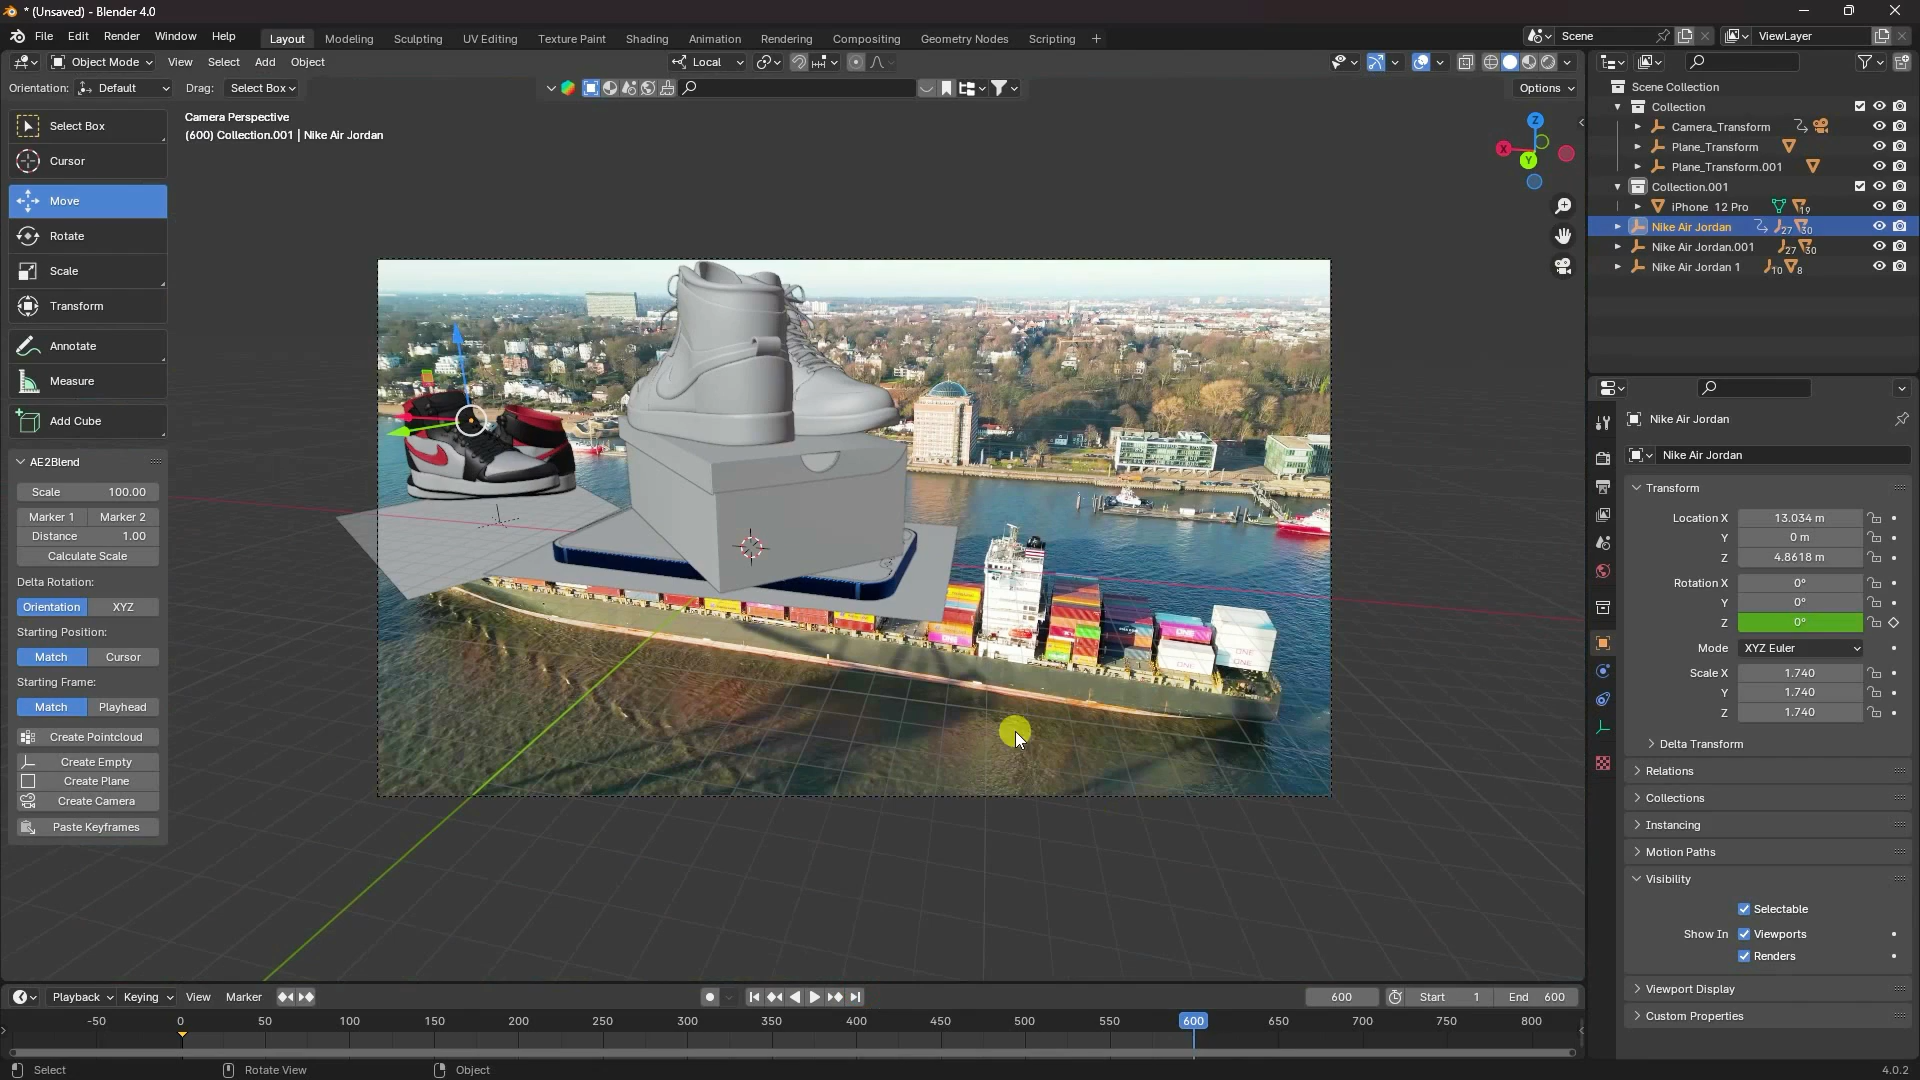 * (Unsaved) - Blender 4.0
File Edit Render Window Help
Layout Modeling Sculpting UV Editing Texture Paint Shading Animation Rendering Compositing Geometry Nodes Scripting +
Scene
ViewLayer
Object Mode View Select Add Object
Local
Orientation: Default Drag: Select Box
Options
Camera Perspective
(600) Collection.001 | Nike Air Jordan
Select Box
Cursor
Move
Rotate
Scale
Transform
Annotate
Measure
Add Cube
AE2Blend
Scale 100.00
Marker 1 Marker 2
Distance 1.00
Calculate Scale
Delta Rotation:
Orientation XYZ
Starting Position:
Match Cursor
Starting Frame:
Match Playhead
Create Pointcloud
Create Empty
Create Plane
Create Camera
Paste Keyframes
Z
X
Y
ONE
ONE
ONE
Scene Collection
Collection
Camera_Transform
Plane_Transform
Plane_Transform.001
Collection.001
iPhone 12 Pro 19
Nike Air Jordan 27 30
Nike Air Jordan.001 27 30
Nike Air Jordan 1 10 8
Nike Air Jordan
Nike Air Jordan
Transform
Location X 13.034 m
Y 0 m
Z 4.8618 m
Rotation X 0°
Y 0°
Z 0°
Mode XYZ Euler
Scale X 1.740
Y 1.740
Z 1.740
Delta Transform
Relations
Collections
Instancing
Motion Paths
Visibility
Selectable
Show In Viewports
Renders
Viewport Display
Custom Properties
Playback Keying View Marker
600 Start 1 End 600
-50 0 50 100 150 200 250 300 350 400 450 500 550 600 650 700 750 800
Select Rotate View Object
4.0.2